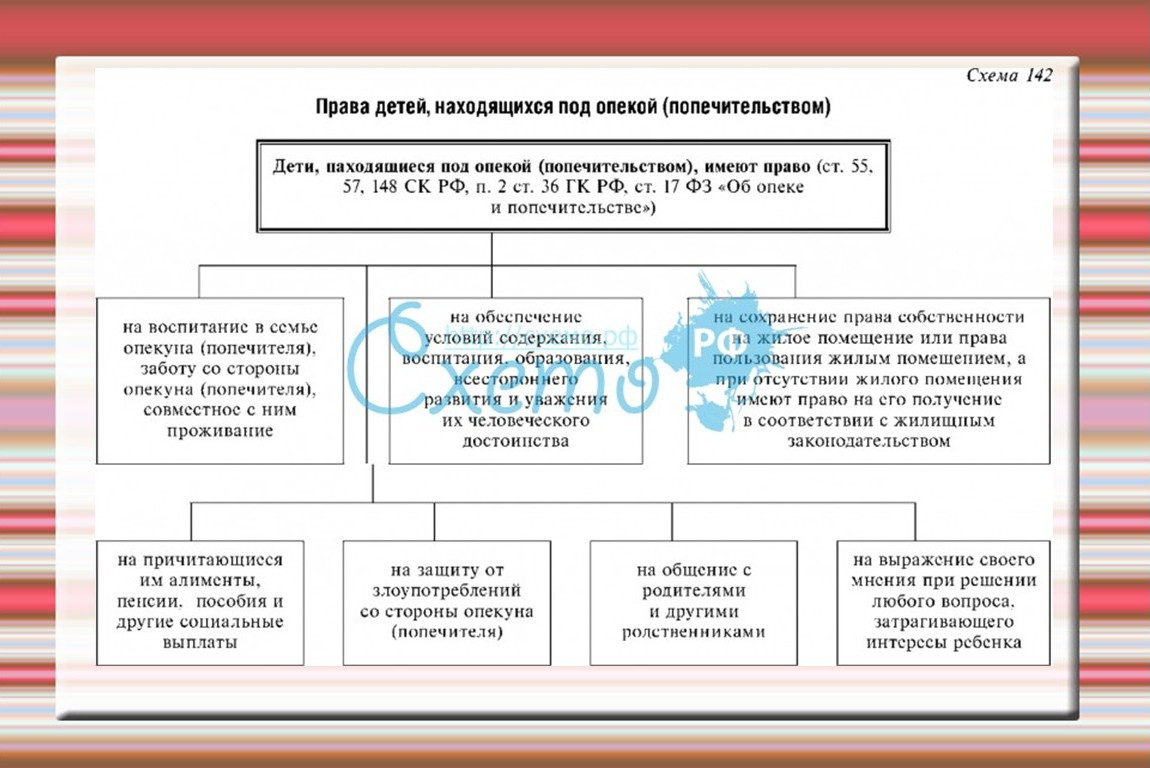 Схема 142
Права детей, находящихся под опекой (попечительством)
Дети, находящиеся под опекой (попечительством), имеют право (ст. 55,
57, 148 СК РФ, п. 2 ст. 36 ГК РФ, ст. 17 ФЗ «Об опеке
и попечительстве»)
на воспитание в семье
опекуна (попечителя),
заботу со стороны
опекуна (попечителя),
совместное с ним
проживание
на обеспечение
условий содержания,
воспитания, образования,
всестороннего
развития и уважения
их человеческого
достоинства
на сохранение права собственности
на жилое помещение или права
пользования жилым помещением, а
при отсутствии жилого помещения
имеют право на его получение
в соответствии с жилищным
законодательством
Схемо
РФ
на причитающиеся
им алименты,
пенсии, пособия и
другие социальные
выплаты
на защиту от
злоупотреблений
со стороны опекуна
(попечителя)
на общение с
родителями
и другими
родственниками
на выражение своего
мнения при решении
любого вопроса,
затрагивающего
интересы ребенка